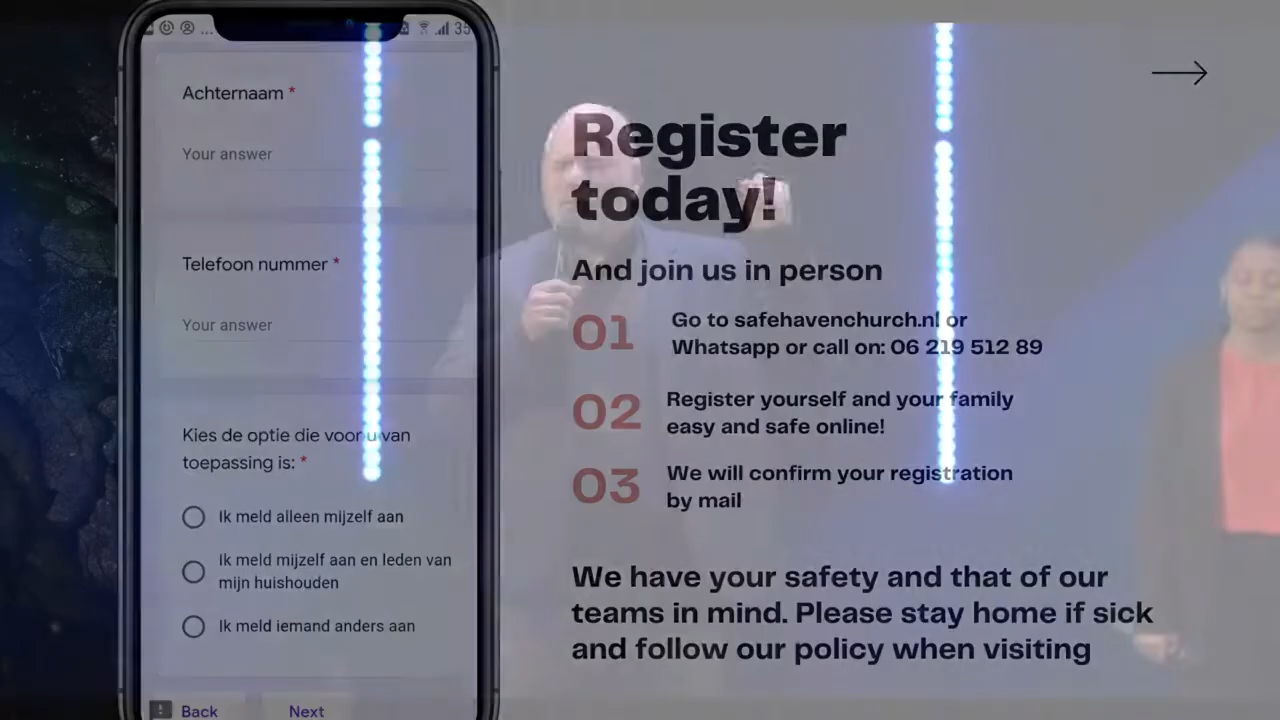 ... 35
Achternaam *
Your answer
Telefoon nummer *
Your answer
Kies de optie die voor u van
toepassing is: *
Ik meld alleen mijzelf aan
Ik meld mijzelf aan en leden van
mijn huishouden
Ik meld iemand anders aan
Back Next
Register
today!
And join us in person
01 Go to safehavenchurch.nl or
Whatsapp or call on: 06 219 512 89
02 Register yourself and your family
easy and safe online!
03 We will confirm your registration
by mail
We have your safety and that of our
teams in mind. Please stay home if sick
and follow our policy when visiting